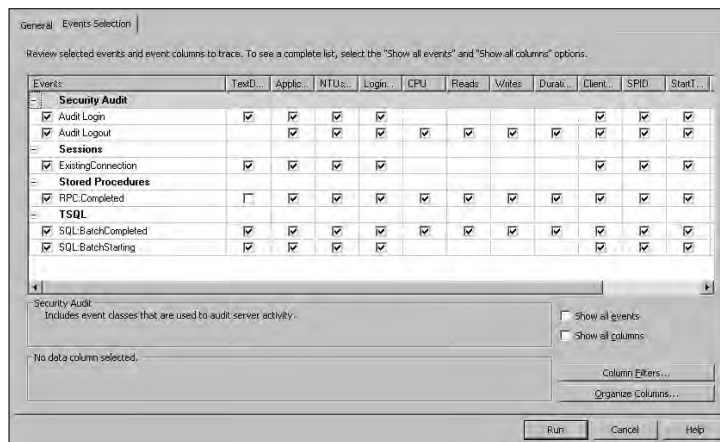 General Events Selection
Review selected events and event columns to trace. To see a complete list, select the "Show all events" and "Show all columns" options.
Events TextD... Applic... NTUs... Login... CPU Reads Writes Durati... Client... SPID StartT...
Security Audit
Audit Login
Audit Logout
Sessions
ExistingConnection
Stored Procedures
RPC:Completed
TSQL
SQL:BatchCompleted
SQL:BatchStarting
Security Audit
Includes event classes that are used to audit server activity.
Show all events
Show all columns
No data column selected.
Column Filters...
Organize Columns...
Run Cancel Help